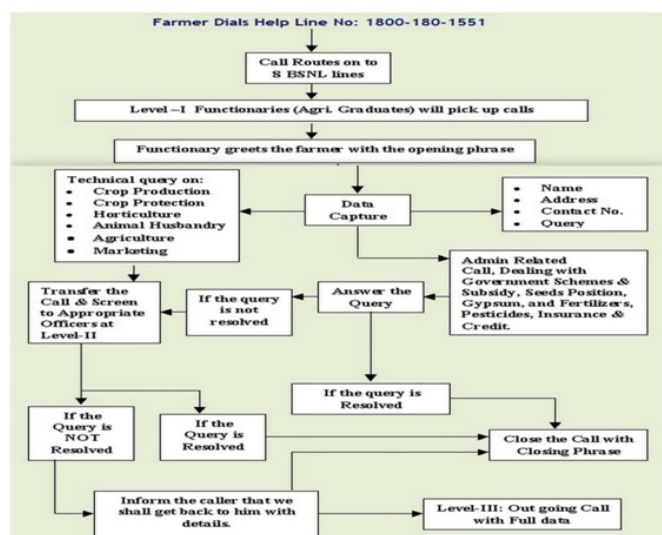 Farmer Dials Help Line No: 1800-180-1551
Call Routes on to
8 BSNL lines
Level –I Functionaries (Agri. Graduates) will pick up calls
Functionary greets the farmer with the opening phrase
Technical query on:
• Crop Production
• Crop Protection
• Horticulture
• Animal Husbandry
• Agriculture
• Marketing
Data
Capture
• Name
• Address
• Contact No.
• Query
Admin Related
Call, Dealing with
Government Schemes &
Subsidy, Seeds Position,
Gypsum, and Fertilizers,
Pesticides, Insurance &
Credit.
Answer the
Query
If the query
is not
resolved
Transfer the
Call & Screen
to Appropriate
Officers at
Level-II
If the query is
Resolved
If the
Query is
NOT
Resolved
If the
Query is
Resolved
Close the Call with
Closing Phrase
Inform the caller that we
shall get back to him with
details.
Level-III: Out going Call
with Full data